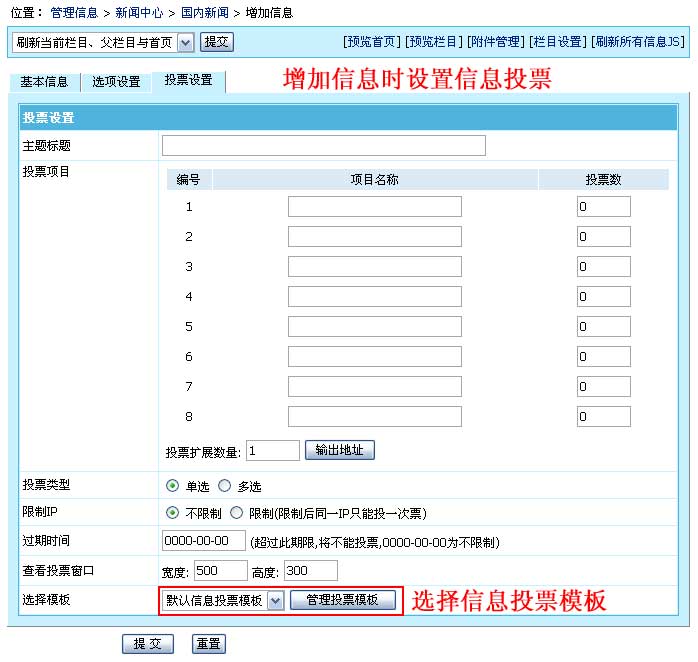 位置： 管理信息 > 新闻中心 > 国内新闻 > 增加信息
刷新当前栏目、父栏目与首页 提交 [预览首页] [预览栏目] [附件管理] [栏目设置] [刷新所有信息JS]
基本信息 选项设置 投票设置 增加信息时设置信息投票
投票设置
主题标题
投票项目 编号 项目名称 投票数
1 0
2 0
3 0
4 0
5 0
6 0
7 0
8 0
投票扩展数量: 1 输出地址
投票类型 单选 多选
限制IP 不限制 限制(限制后同一IP只能投一次票)
过期时间 0000-00-00 (超过此期限,将不能投票,0000-00-00为不限制)
查看投票窗口 宽度: 500 高度: 300
选择模板 默认信息投票模板 管理投票模板 选择信息投票模板
提 交 重置